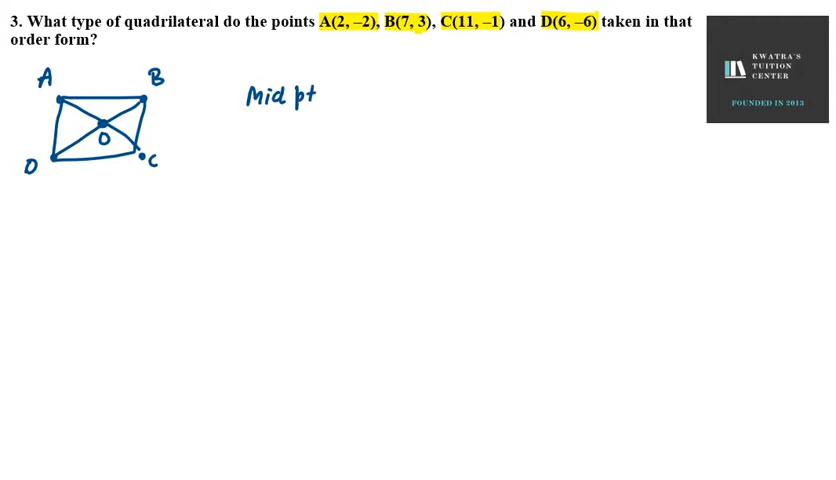 3. What type of quadrilateral do the points A(2, –2), B(7, 3), C(11, –1) and D(6, –6) taken in that
order form?
KWATRA'S
TUITION
CENTER
FOUNDED IN 2013
A
B
Mid pt
O
D
C